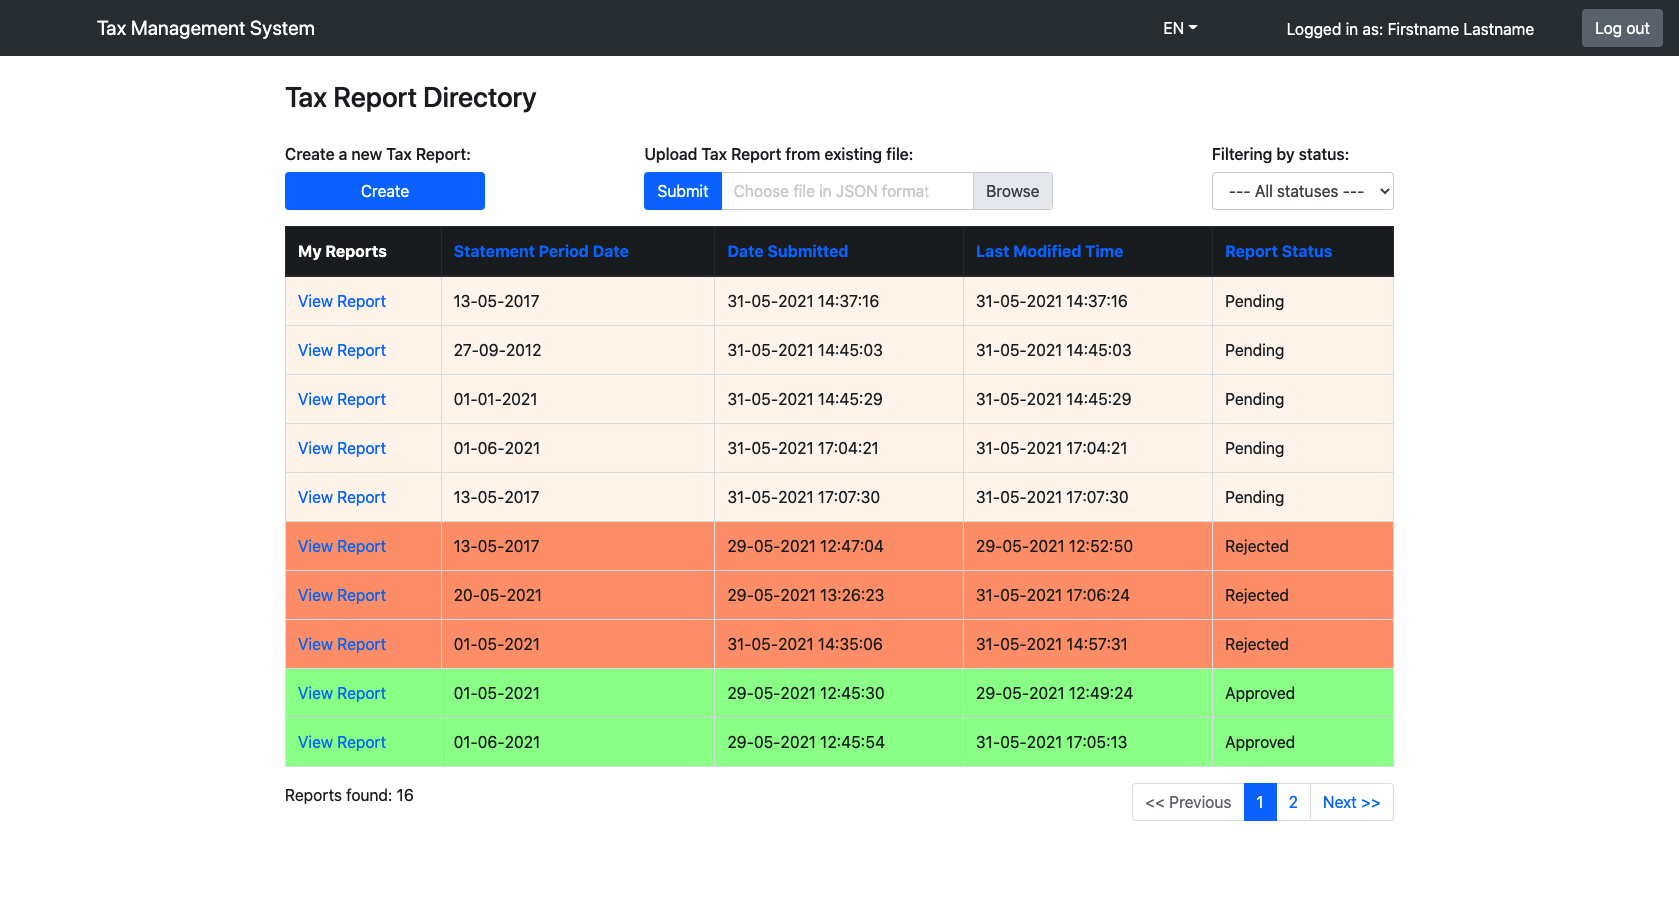 Tax Management System EN Logged in as: Firstname Lastname Log out
Tax Report Directory
Create a new Tax Report: Upload Tax Report from existing file: Filtering by status:
Create Submit Choose file in JSON format Browse --- All statuses ---
My Reports Statement Period Date Date Submitted Last Modified Time Report Status
View Report 13-05-2017 31-05-2021 14:37:16 31-05-2021 14:37:16 Pending
View Report 27-09-2012 31-05-2021 14:45:03 31-05-2021 14:45:03 Pending
View Report 01-01-2021 31-05-2021 14:45:29 31-05-2021 14:45:29 Pending
View Report 01-06-2021 31-05-2021 17:04:21 31-05-2021 17:04:21 Pending
View Report 13-05-2017 31-05-2021 17:07:30 31-05-2021 17:07:30 Pending
View Report 13-05-2017 29-05-2021 12:47:04 29-05-2021 12:52:50 Rejected
View Report 20-05-2021 29-05-2021 13:26:23 31-05-2021 17:06:24 Rejected
View Report 01-05-2021 31-05-2021 14:35:06 31-05-2021 14:57:31 Rejected
View Report 01-05-2021 29-05-2021 12:45:30 29-05-2021 12:49:24 Approved
View Report 01-06-2021 29-05-2021 12:45:54 31-05-2021 17:05:13 Approved
Reports found: 16 << Previous 1 2 Next >>